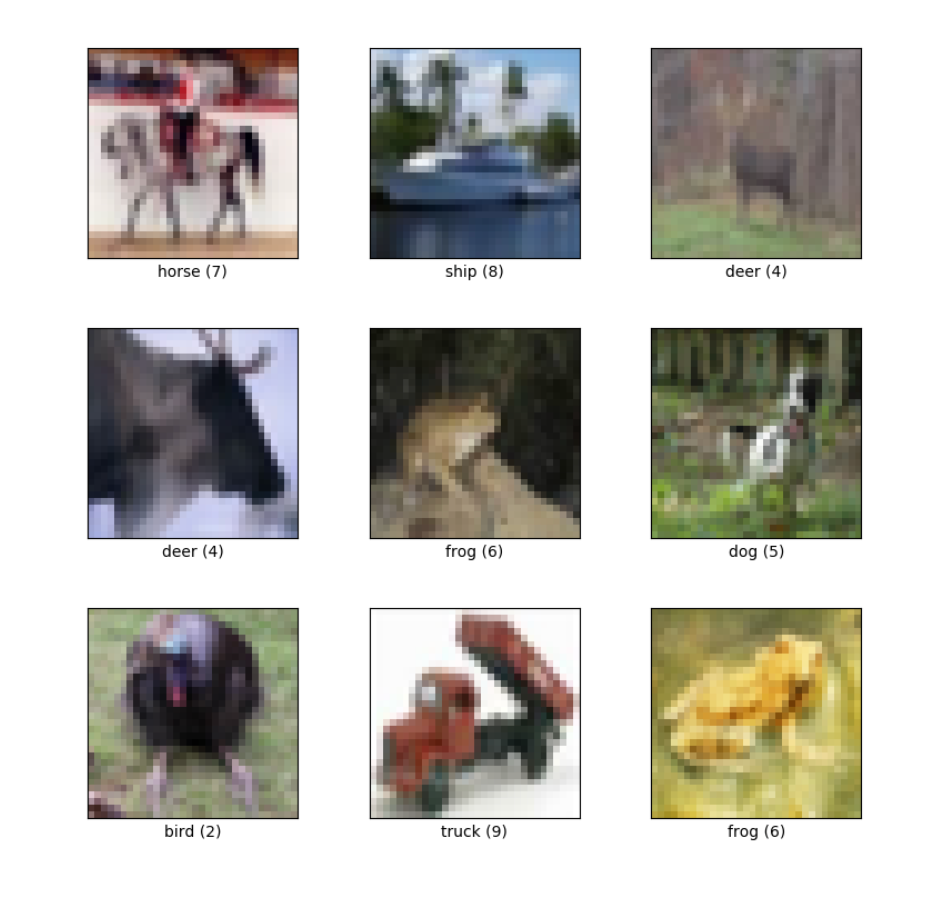 horse (7)
ship (8)
deer (4)
deer (4)
frog (6)
dog (5)
bird (2)
truck (9)
frog (6)